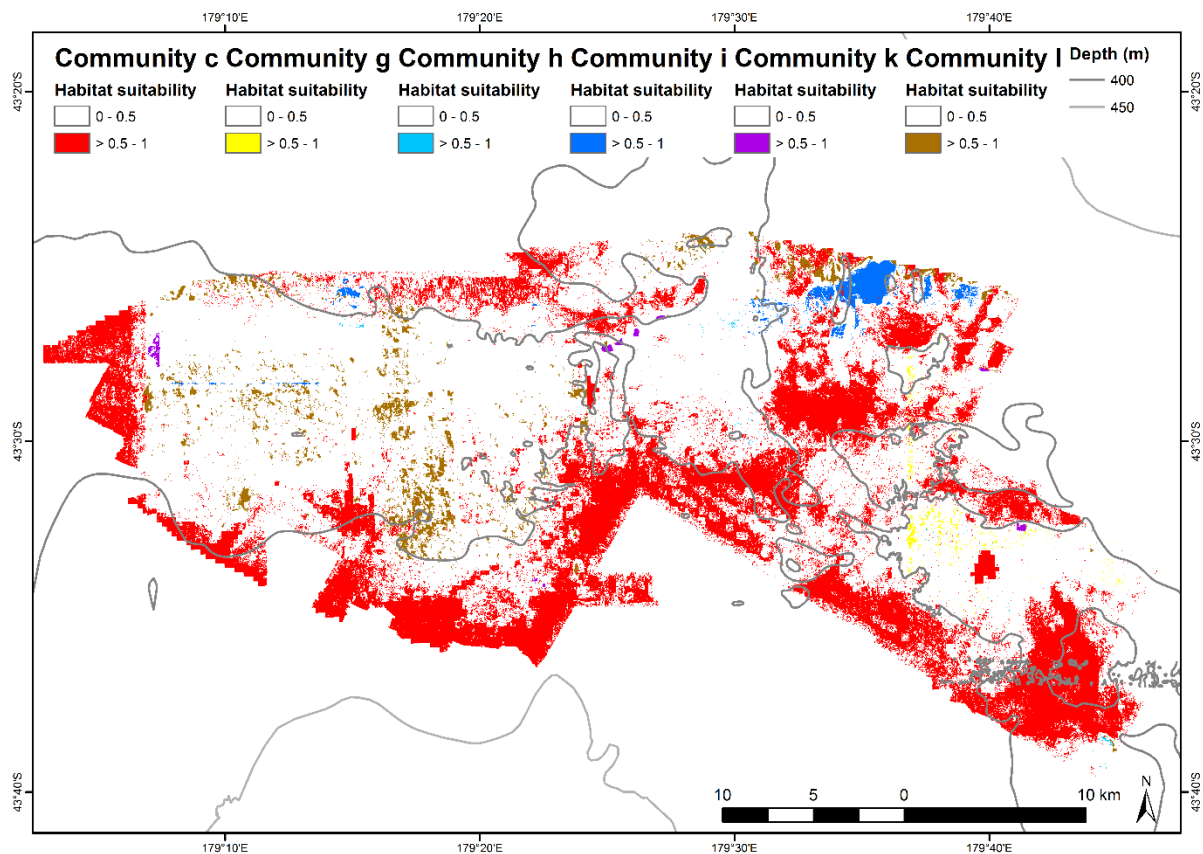 179°10'E 179°20'E 179°30'E 179°40'E
Community c Community g Community h Community i Community k Community l Depth (m)
Habitat suitability Habitat suitability Habitat suitability Habitat suitability Habitat suitability Habitat suitability 400
0 - 0.5 0 - 0.5 0 - 0.5 0 - 0.5 0 - 0.5 0 - 0.5 450
> 0.5 - 1 > 0.5 - 1 > 0.5 - 1 > 0.5 - 1 > 0.5 - 1 > 0.5 - 1
43°20'S 43°20'S
43°30'S 43°30'S
43°40'S 43°40'S
10 5 0 10 km
N
179°10'E 179°20'E 179°30'E 179°40'E